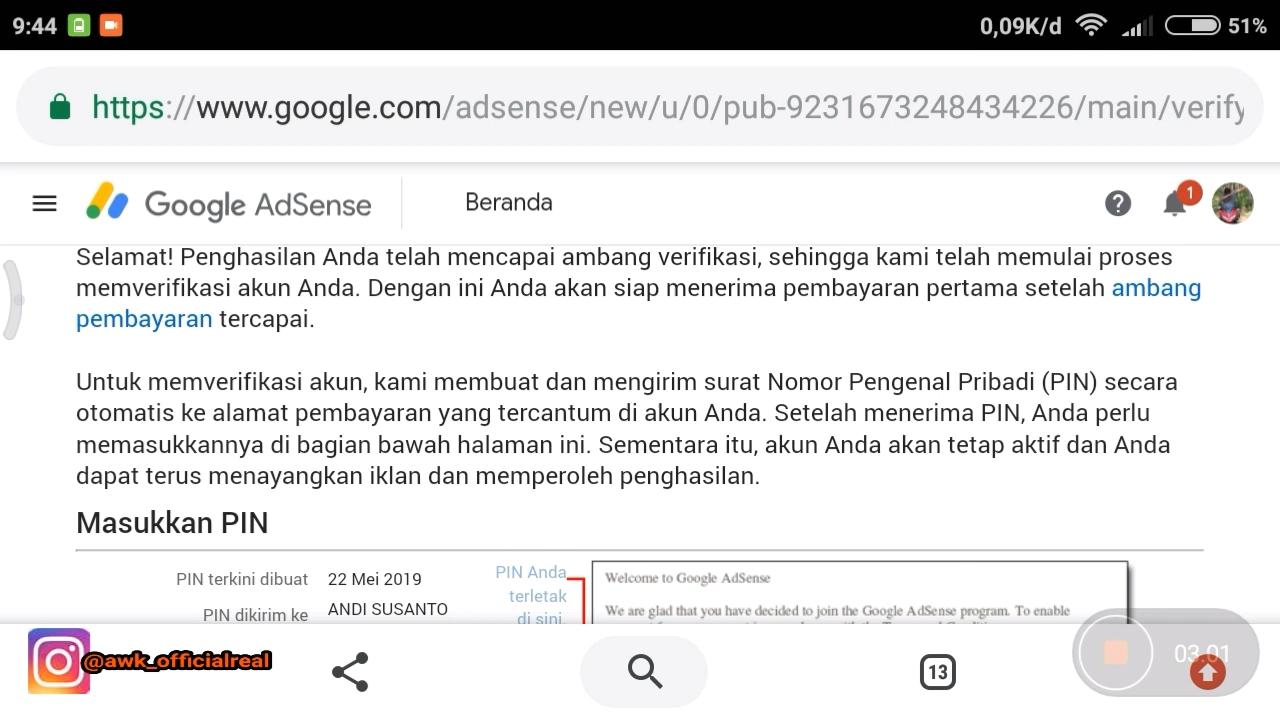 9:44
0,09K/d
51%
https://www.google.com/adsense/new/u/0/pub-9231673248434226/main/verify
Google AdSense
Beranda
1
Selamat! Penghasilan Anda telah mencapai ambang verifikasi, sehingga kami telah memulai proses
memverifikasi akun Anda. Dengan ini Anda akan siap menerima pembayaran pertama setelah ambang
pembayaran tercapai.
Untuk memverifikasi akun, kami membuat dan mengirim surat Nomor Pengenal Pribadi (PIN) secara
otomatis ke alamat pembayaran yang tercantum di akun Anda. Setelah menerima PIN, Anda perlu
memasukkannya di bagian bawah halaman ini. Sementara itu, akun Anda akan tetap aktif dan Anda
dapat terus menayangkan iklan dan memperoleh penghasilan.
Masukkan PIN
PIN terkini dibuat 22 Mei 2019
PIN dikirim ke ANDI SUSANTO
PIN Anda
terletak
di sini.
Welcome to Google AdSense
We are glad that you have decided to join the Google AdSense program. To enable
@awk_officialreal
13
03:01